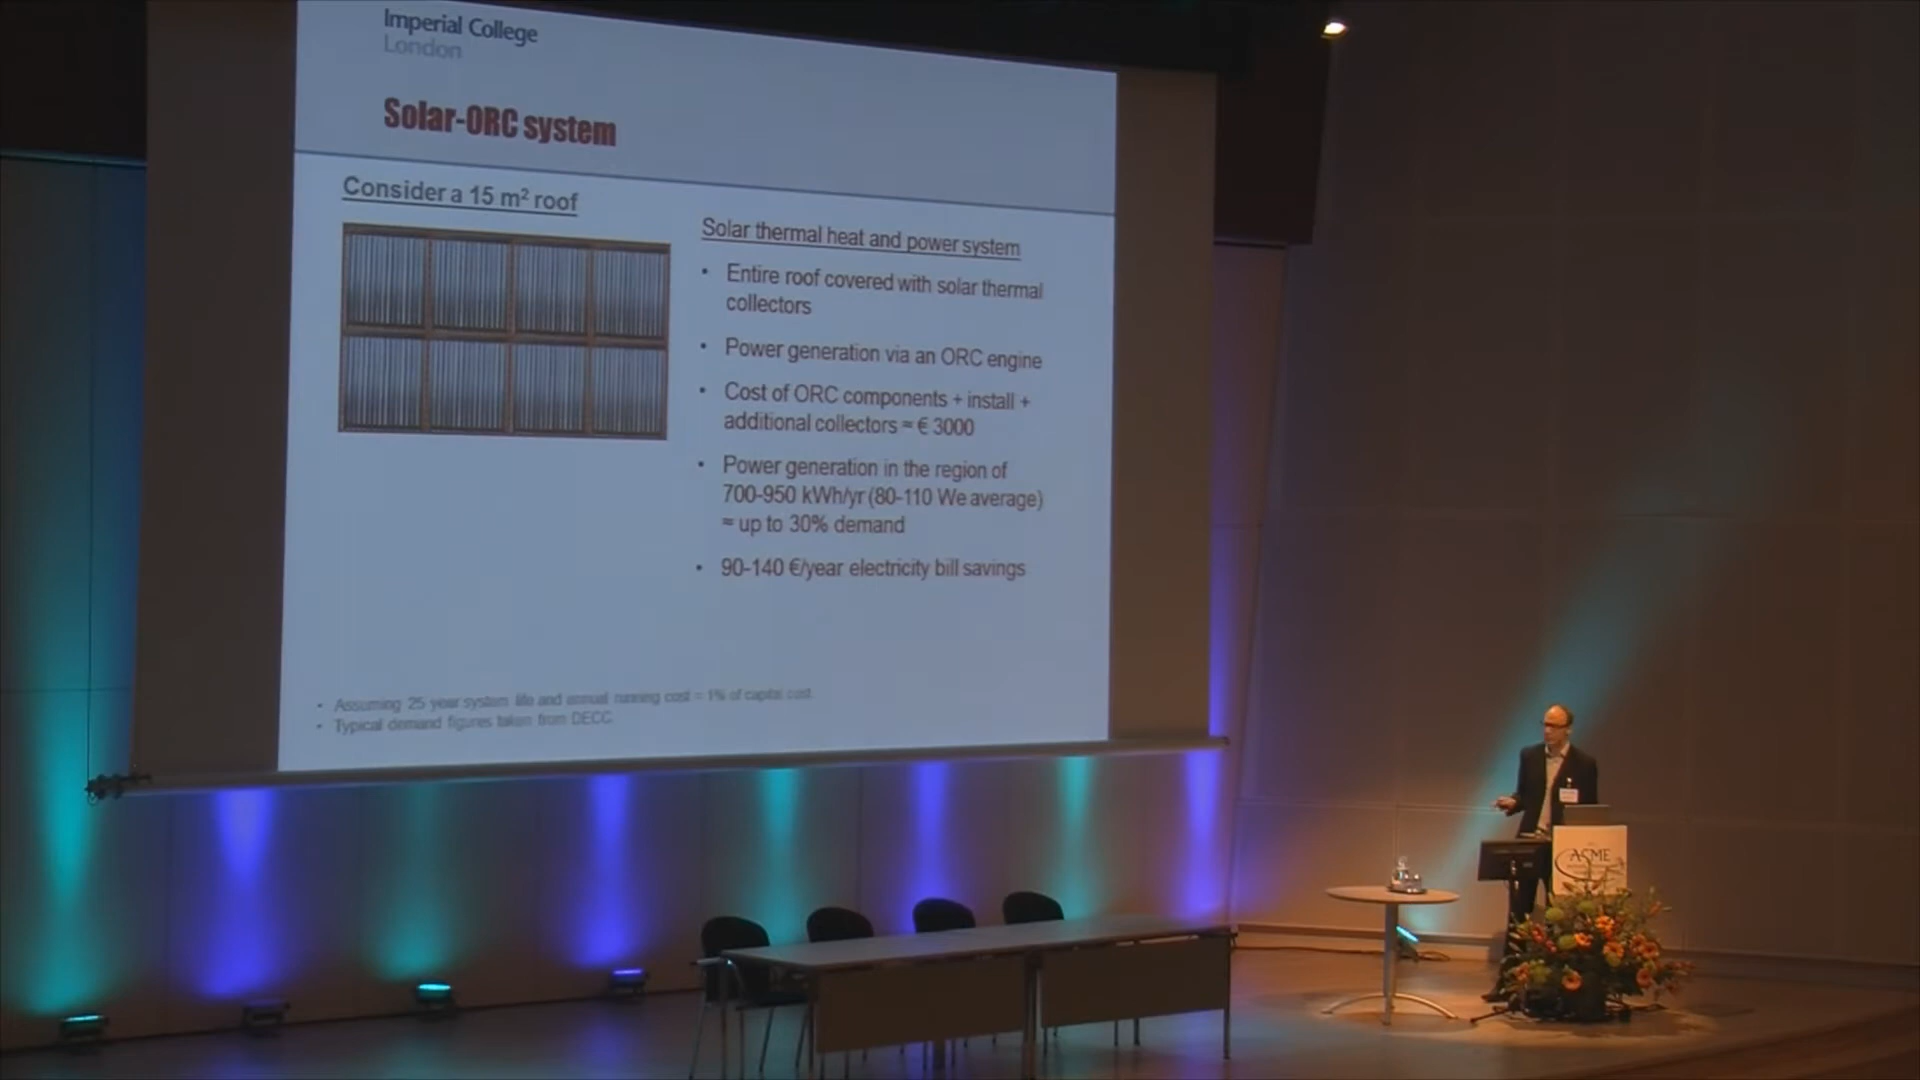 Imperial College
London
Solar-ORC system
Consider a 15 m² roof
Solar thermal heat and power system
• Entire roof covered with solar thermal
collectors
• Power generation via an ORC engine
• Cost of ORC components + install +
additional collectors ≈ € 3000
• Power generation in the region of
700-950 kWh/yr (80-110 We average)
≈ up to 30% demand
• 90-140 €/year electricity bill savings
• Assuming 25 year system life and annual running cost = 1% of capital cost
• Typical demand figures taken from DECC
ASME